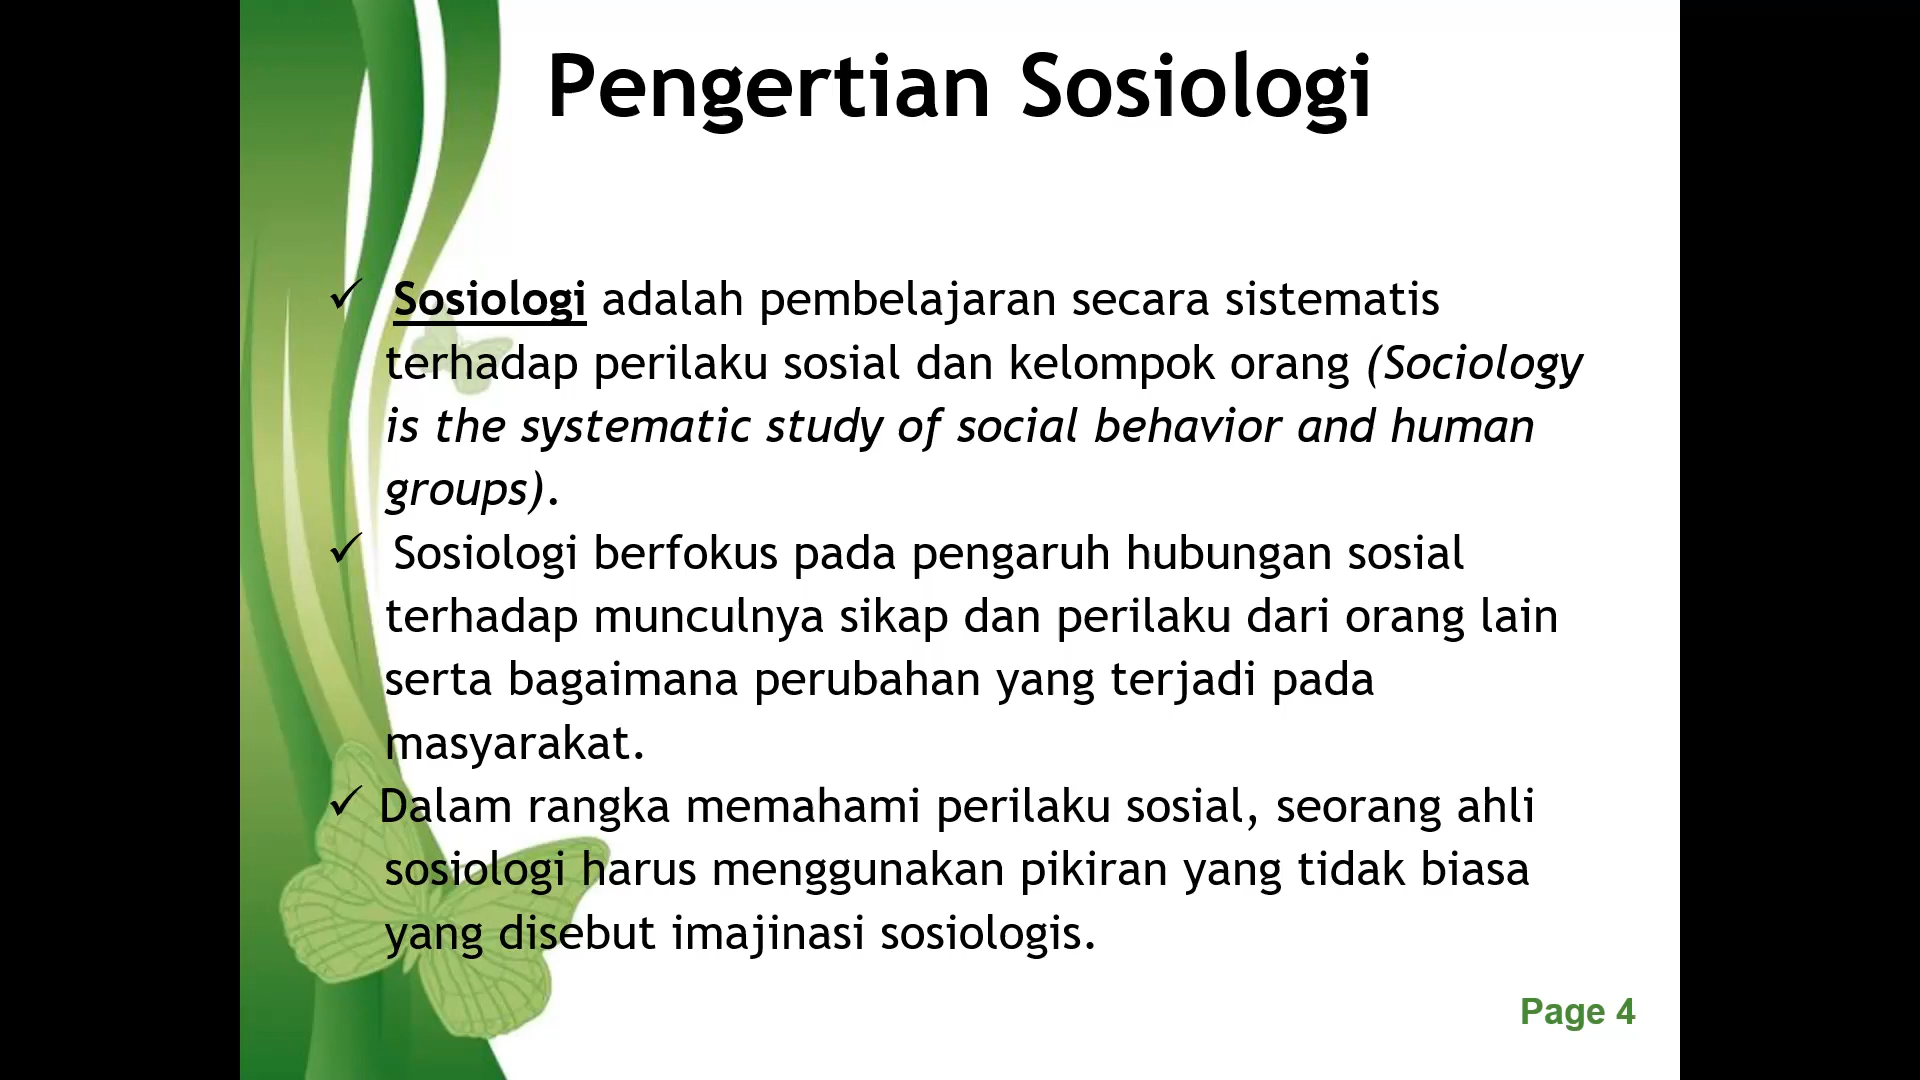 Pengertian Sosiologi
✓ Sosiologi adalah pembelajaran secara sistematis
terhadap perilaku sosial dan kelompok orang (Sociology
is the systematic study of social behavior and human
groups).
✓ Sosiologi berfokus pada pengaruh hubungan sosial
terhadap munculnya sikap dan perilaku dari orang lain
serta bagaimana perubahan yang terjadi pada
masyarakat.
✓ Dalam rangka memahami perilaku sosial, seorang ahli
sosiologi harus menggunakan pikiran yang tidak biasa
yang disebut imajinasi sosiologis.
Page 4